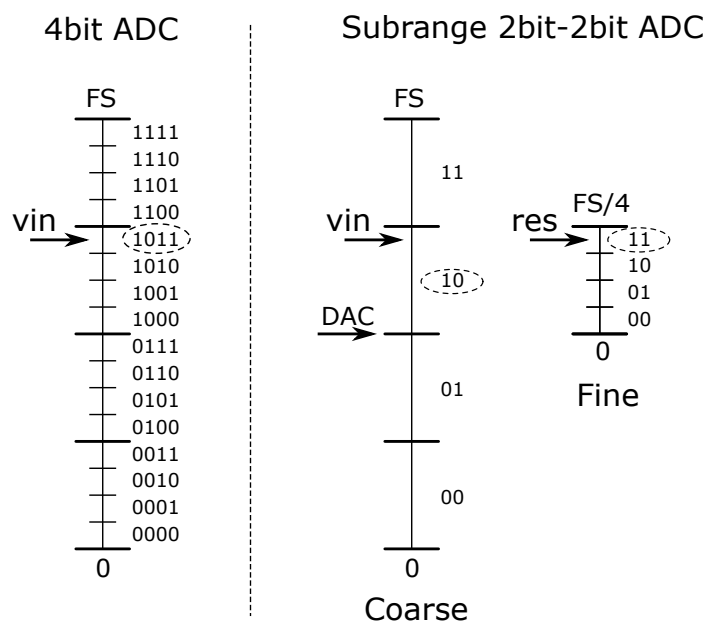 4bit ADC
Subrange 2bit-2bit ADC
FS
1111
1110
1101
1100
vin
1011
1010
1001
1000
0111
0110
0101
0100
0011
0010
0001
0000
0
FS
11
vin
10
DAC
01
00
0
Coarse
FS/4
res
11
10
01
00
0
Fine